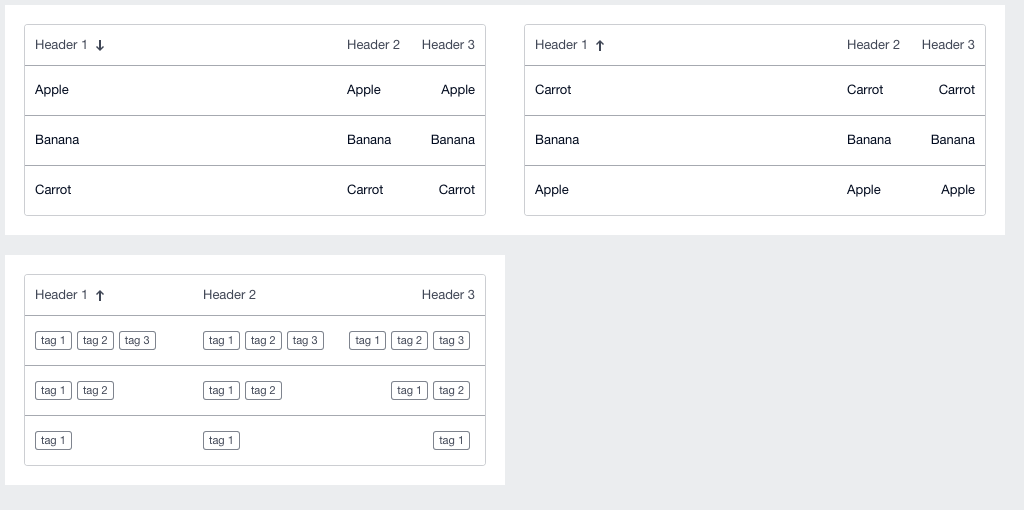 Header 1 Header 2 Header 3
Apple Apple Apple
Banana Banana Banana
Carrot Carrot Carrot
Header 1 Header 2 Header 3
Carrot Carrot Carrot
Banana Banana Banana
Apple Apple Apple
Header 1 Header 2 Header 3
tag 1 tag 2 tag 3 tag 1 tag 2 tag 3 tag 1 tag 2 tag 3
tag 1 tag 2 tag 1 tag 2 tag 1 tag 2
tag 1 tag 1 tag 1